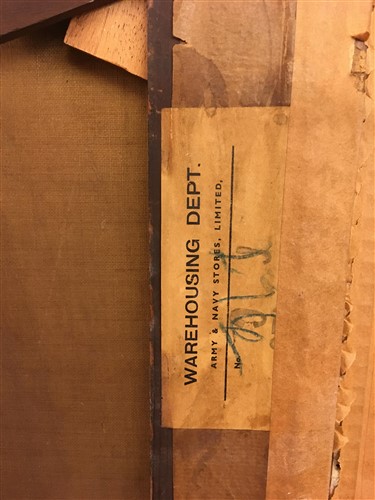 WAREHOUSING DEPT.
ARMY & NAVY STORES, LIMITED,
No